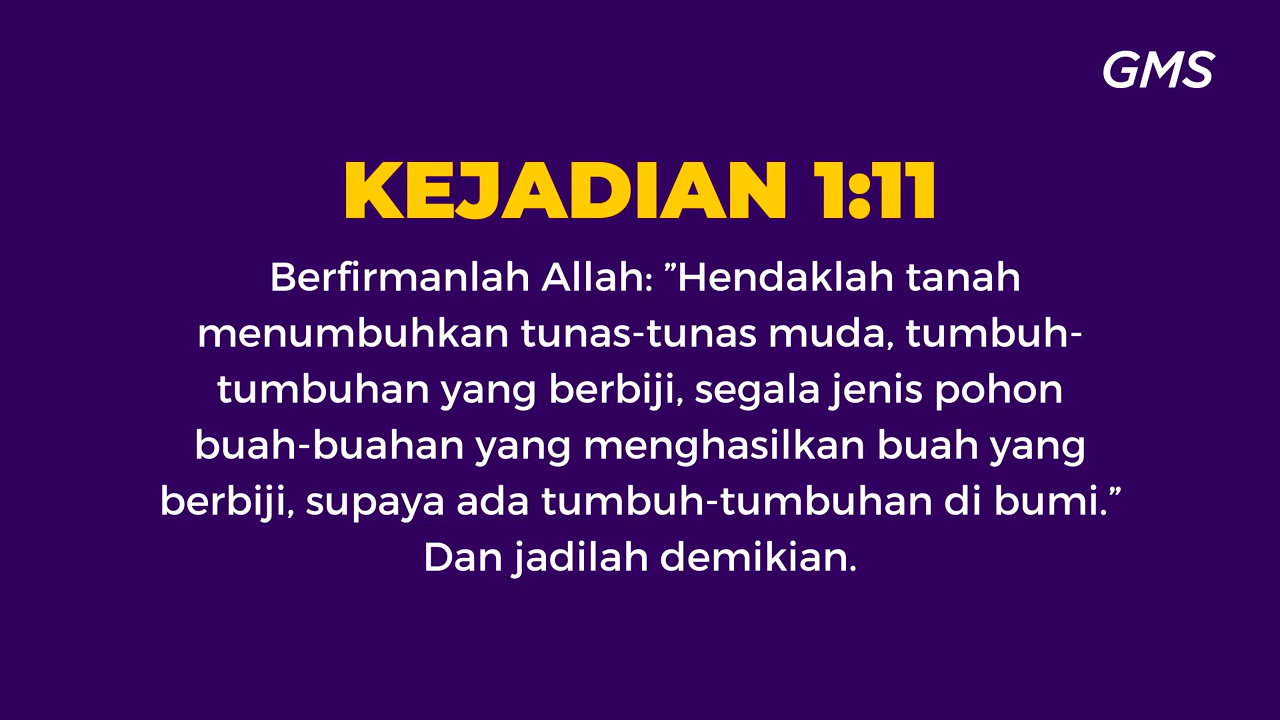 GMS
KEJADIAN 1:11
Berfirmanlah Allah: ”Hendaklah tanah
menumbuhkan tunas-tunas muda, tumbuh-
tumbuhan yang berbiji, segala jenis pohon
buah-buahan yang menghasilkan buah yang
berbiji, supaya ada tumbuh-tumbuhan di bumi.”
Dan jadilah demikian.